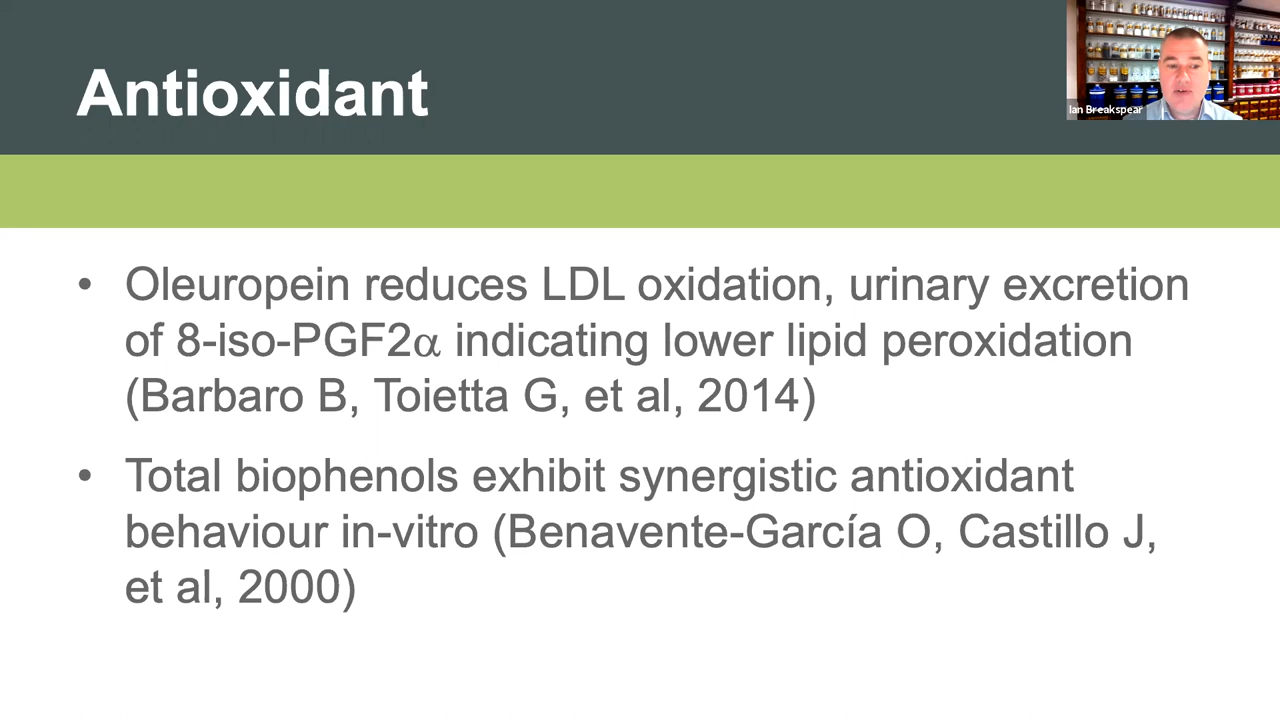 Antioxidant
Ian Breakspear
• Oleuropein reduces LDL oxidation, urinary excretion
of 8-iso-PGF2α indicating lower lipid peroxidation
(Barbaro B, Toietta G, et al, 2014)
• Total biophenols exhibit synergistic antioxidant
behaviour in-vitro (Benavente-García O, Castillo J,
et al, 2000)